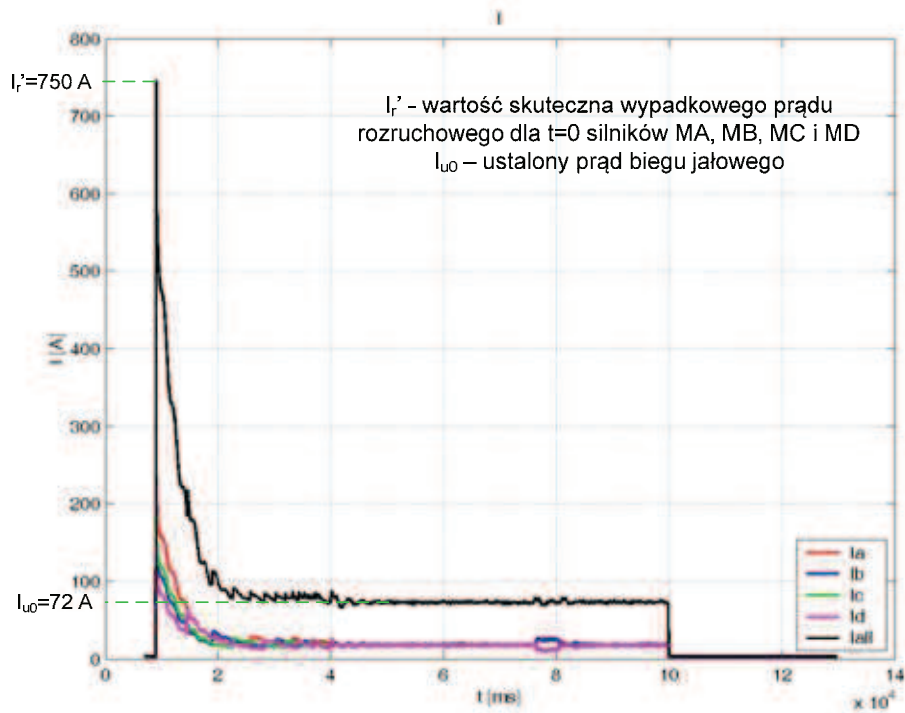 I
800
Ir'=750 A
700
Ir' - wartość skuteczna wypadkowego prądu
rozruchowego dla t=0 silników MA, MB, MC i MD
Iu0 – ustalony prąd biegu jałowego
600
500
I [A]
400
300
200
100
Iu0=72 A
0
Ia
Ib
Ic
Id
Iall
0 2 4 6 8 10 12 14
t [ms]
x 10^4